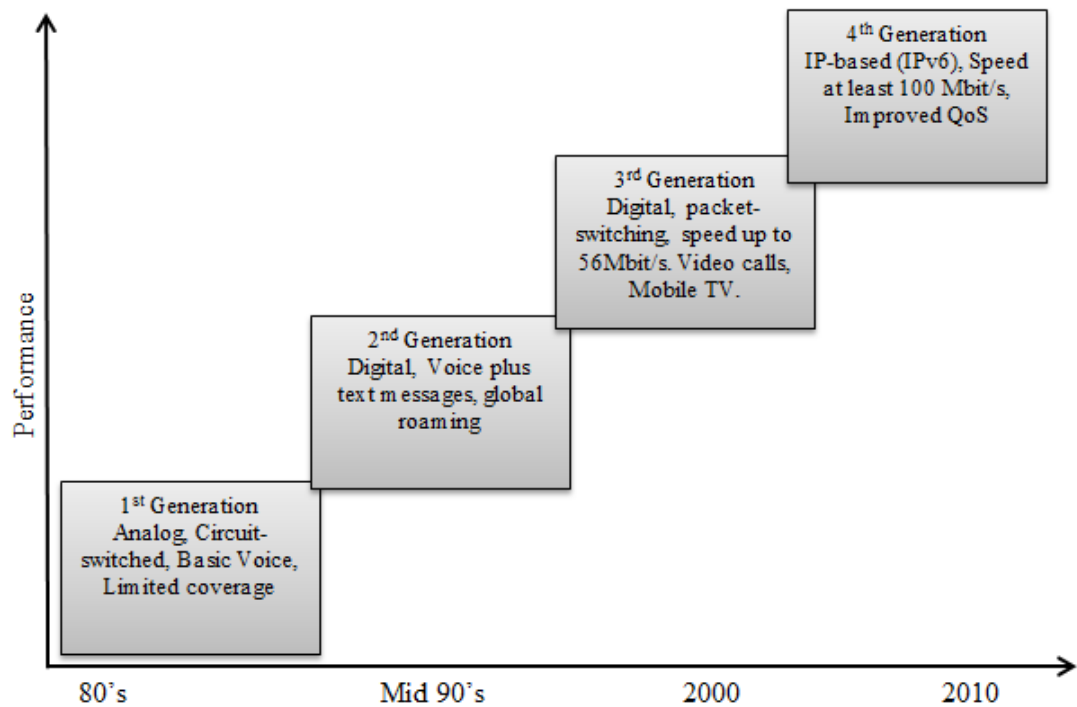 4th Generation
IP-based (IPv6), Speed
at least 100 Mbit/s,
Improved QoS
3rd Generation
Digital, packet-
switching, speed up to
56Mbit/s. Video calls,
Mobile TV.
2nd Generation
Digital, Voice plus
text messages, global
roaming
1st Generation
Analog, Circuit-
switched, Basic Voice,
Limited coverage
Performance
80's
Mid 90's
2000
2010